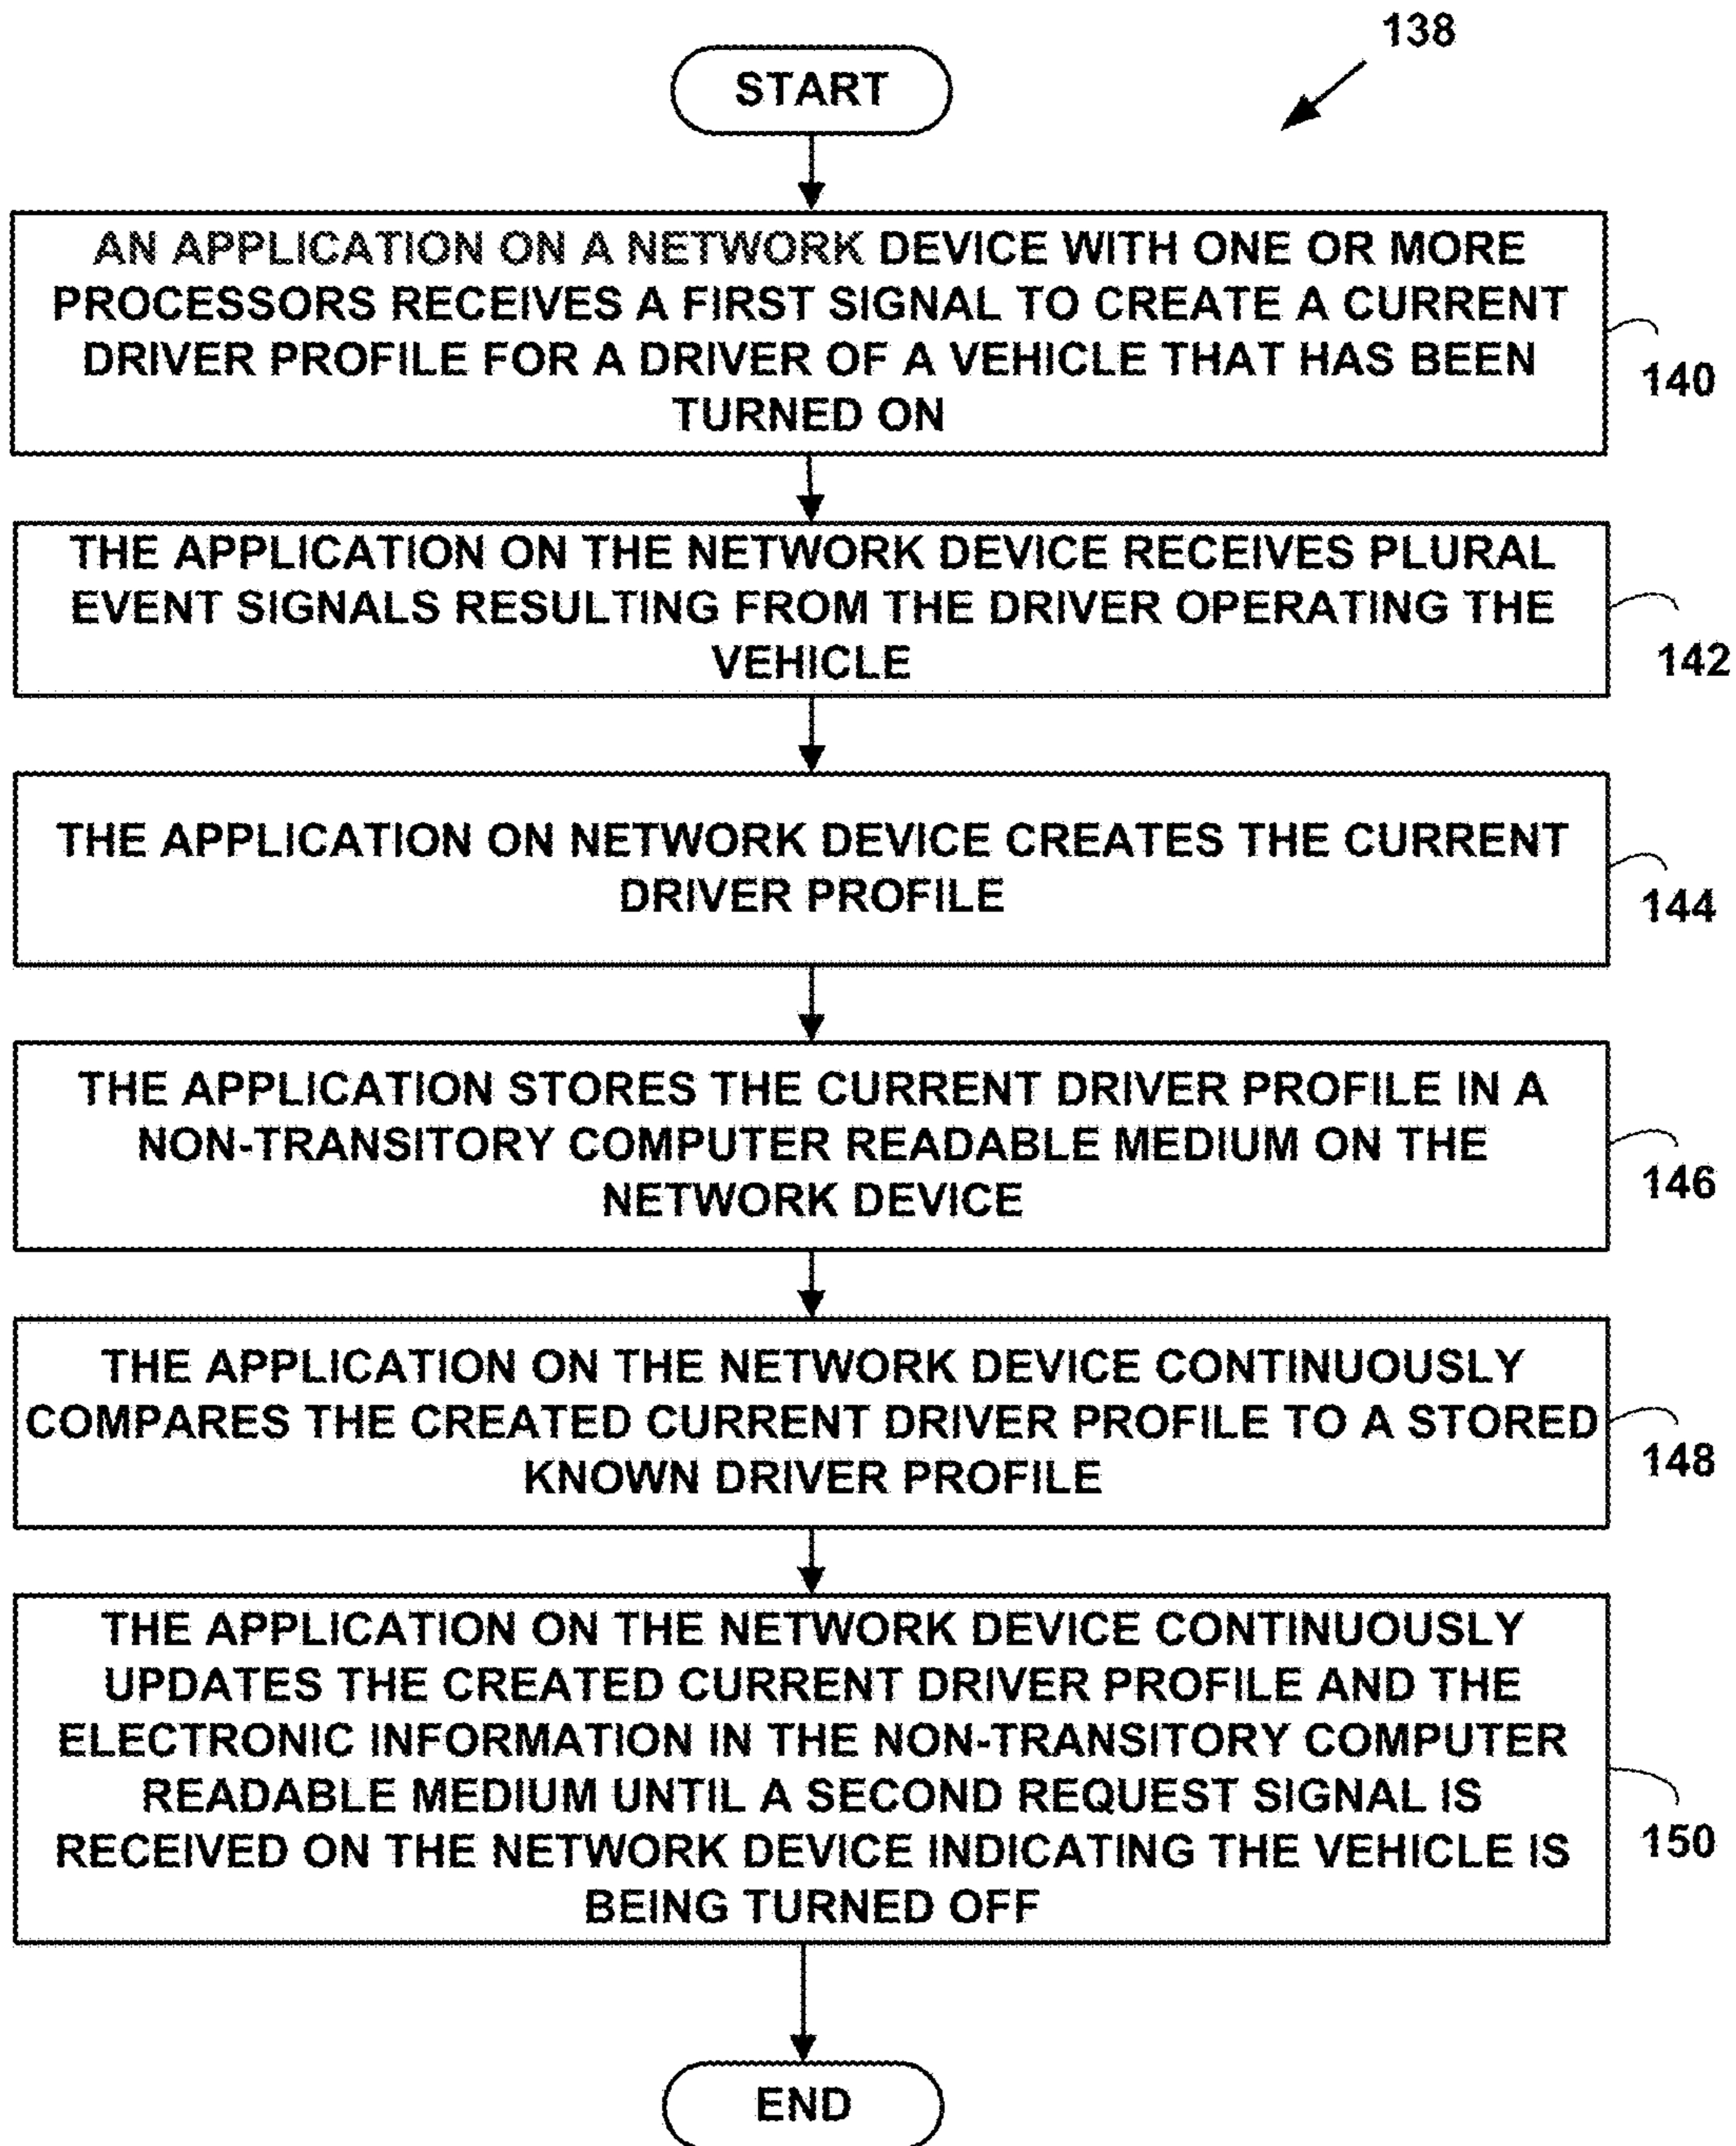 138
START
AN APPLICATION ON A NETWORK DEVICE WITH ONE OR MORE
PROCESSORS RECEIVES A FIRST SIGNAL TO CREATE A CURRENT
DRIVER PROFILE FOR A DRIVER OF A VEHICLE THAT HAS BEEN
TURNED ON
140
THE APPLICATION ON THE NETWORK DEVICE RECEIVES PLURAL
EVENT SIGNALS RESULTING FROM THE DRIVER OPERATING THE
VEHICLE
142
THE APPLICATION ON NETWORK DEVICE CREATES THE CURRENT
DRIVER PROFILE
144
THE APPLICATION STORES THE CURRENT DRIVER PROFILE IN A
NON-TRANSITORY COMPUTER READABLE MEDIUM ON THE
NETWORK DEVICE
146
THE APPLICATION ON THE NETWORK DEVICE CONTINUOUSLY
COMPARES THE CREATED CURRENT DRIVER PROFILE TO A STORED
KNOWN DRIVER PROFILE
148
THE APPLICATION ON THE NETWORK DEVICE CONTINUOUSLY
UPDATES THE CREATED CURRENT DRIVER PROFILE AND THE
ELECTRONIC INFORMATION IN THE NON-TRANSITORY COMPUTER
READABLE MEDIUM UNTIL A SECOND REQUEST SIGNAL IS
RECEIVED ON THE NETWORK DEVICE INDICATING THE VEHICLE IS
BEING TURNED OFF
150
END